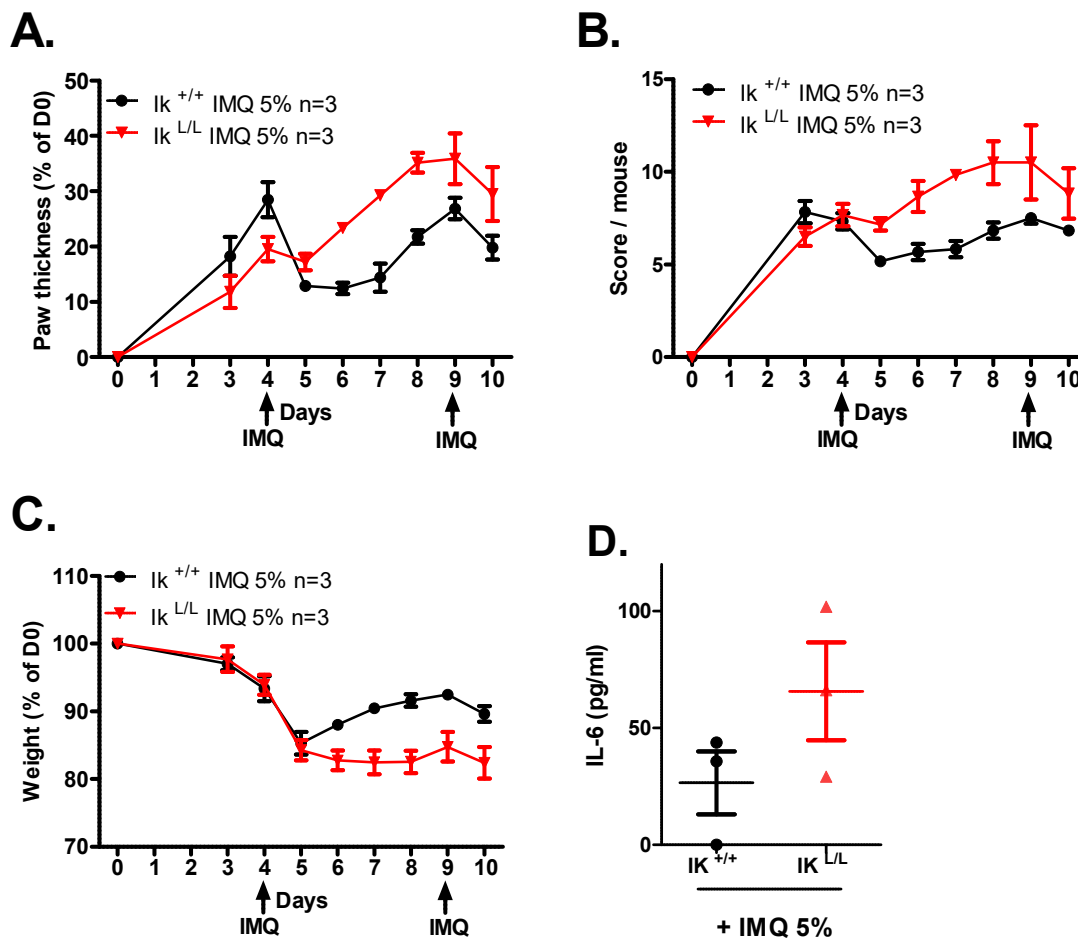 A.
50
40
30
20
10
0
Paw thickness (% of D0)
Ik +/+ IMQ 5% n=3
Ik L/L IMQ 5% n=3
0 1 2 3 4 5 6 7 8 9 10
Days
IMQ IMQ
B.
15
10
5
0
Score / mouse
Ik +/+ IMQ 5% n=3
Ik L/L IMQ 5% n=3
0 1 2 3 4 5 6 7 8 9 10
Days
IMQ IMQ
C.
110
100
90
80
70
Weight (% of D0)
Ik +/+ IMQ 5% n=3
Ik L/L IMQ 5% n=3
0 1 2 3 4 5 6 7 8 9 10
Days
IMQ IMQ
D.
100
50
0
IL-6 (pg/ml)
IK +/+ IK L/L
+ IMQ 5%